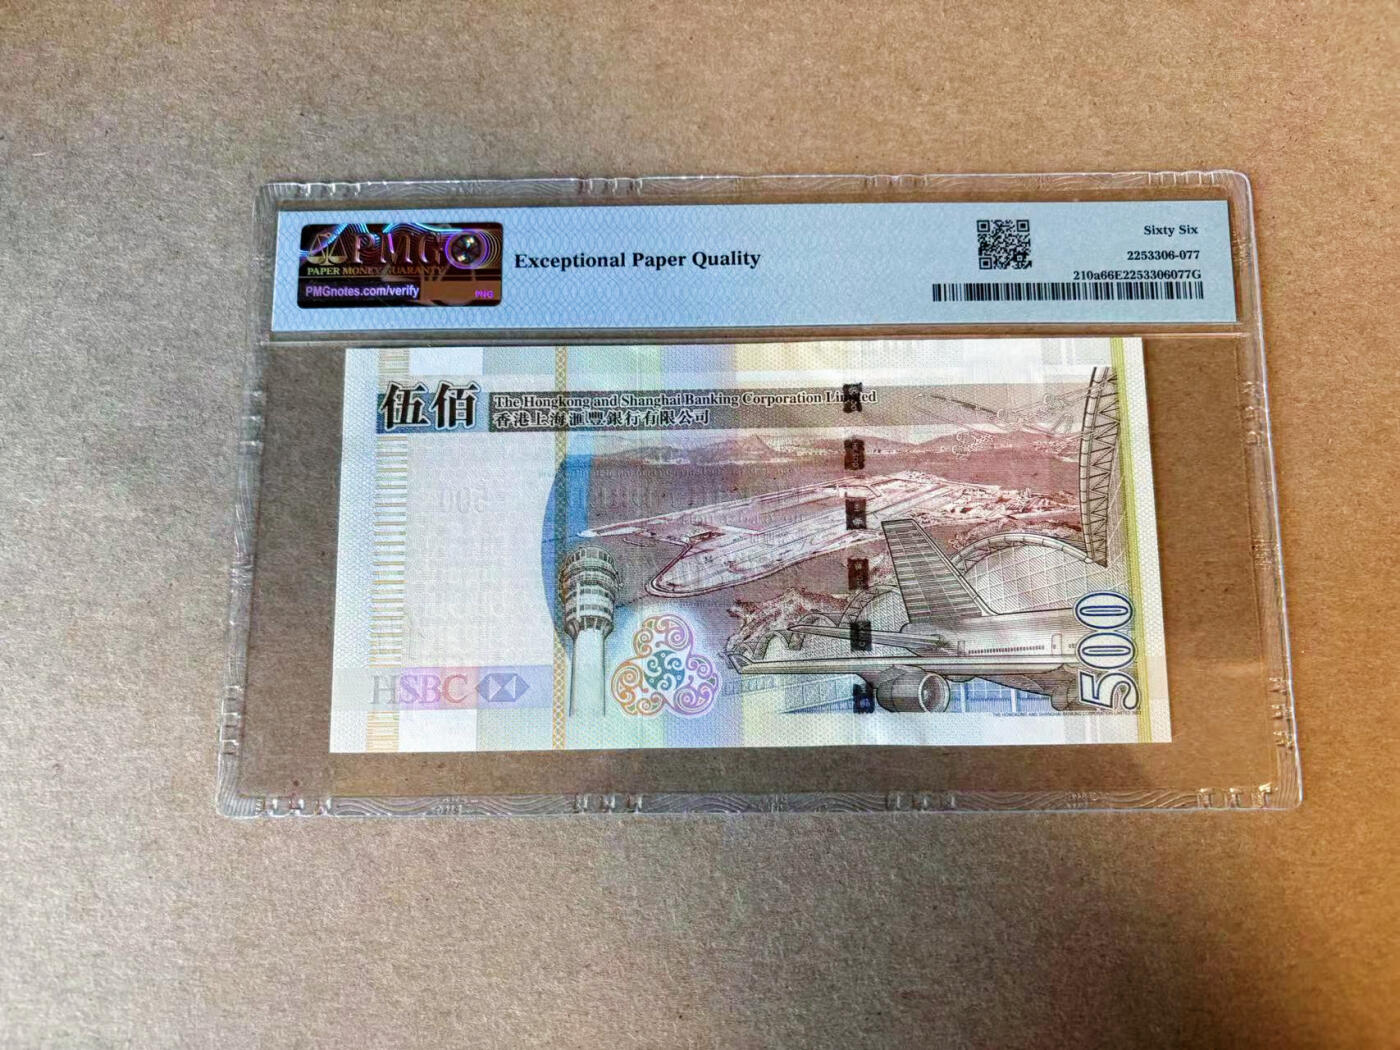 PMG
PAPER MONEY GUARANTY
PMGnotes.com/verify
PNG
Exceptional Paper Quality
Sixty Six
2253306-077
210a66E2253306077G
伍佰
The Hongkong and Shanghai Banking Corporation Limited
香港上海滙豐銀行有限公司
HSBC
500